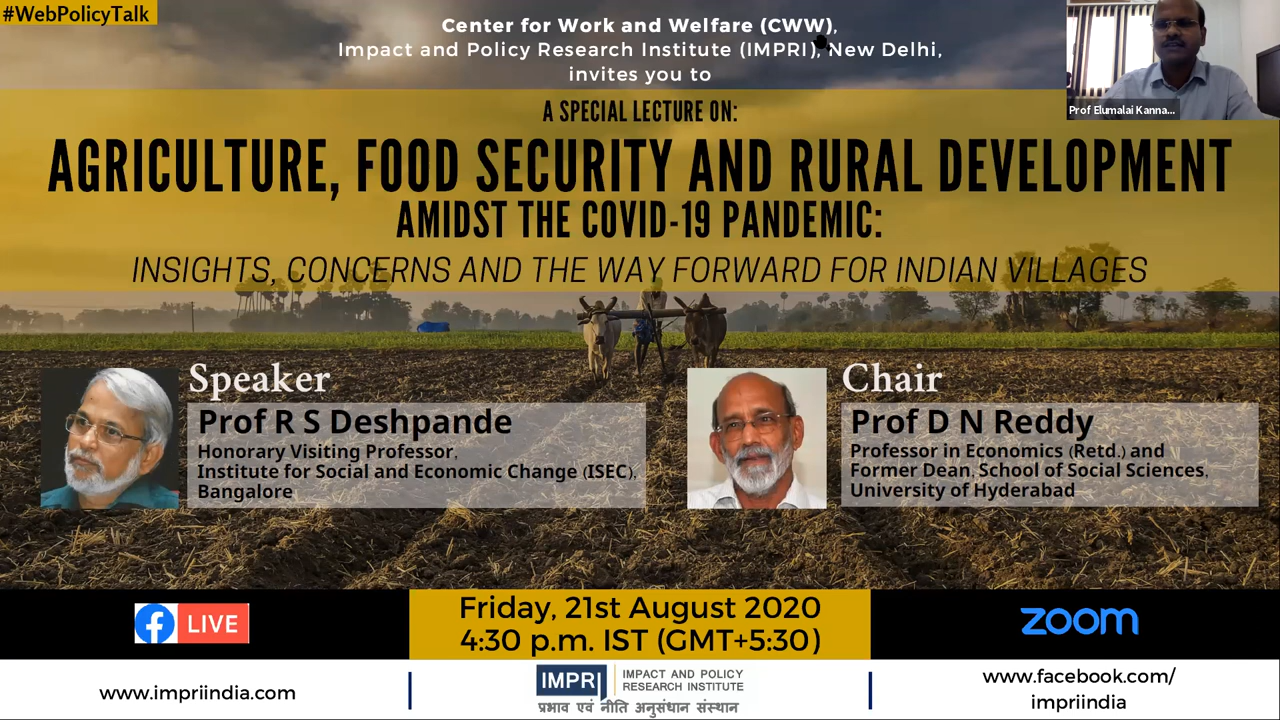 #WebPolicyTalk
Center for Work and Welfare (CWW),
Impact and Policy Research Institute (IMPRI), New Delhi,
invites you to
Prof Elumalai Kanna...
A SPECIAL LECTURE ON:
AGRICULTURE, FOOD SECURITY AND RURAL DEVELOPMENT
AMIDST THE COVID-19 PANDEMIC:
INSIGHTS, CONCERNS AND THE WAY FORWARD FOR INDIAN VILLAGES
Speaker
Prof R S Deshpande
Honorary Visiting Professor,
Institute for Social and Economic Change (ISEC),
Bangalore
Chair
Prof D N Reddy
Professor in Economics (Retd.) and
Former Dean, School of Social Sciences,
University of Hyderabad
f LIVE
Friday, 21st August 2020
4:30 p.m. IST (GMT+5:30)
zoom
www.impriindia.com
IMPRI
IMPACT AND POLICY
RESEARCH INSTITUTE
प्रभाव एवं नीति अनुसंधान संस्थान
www.facebook.com/
impriindia